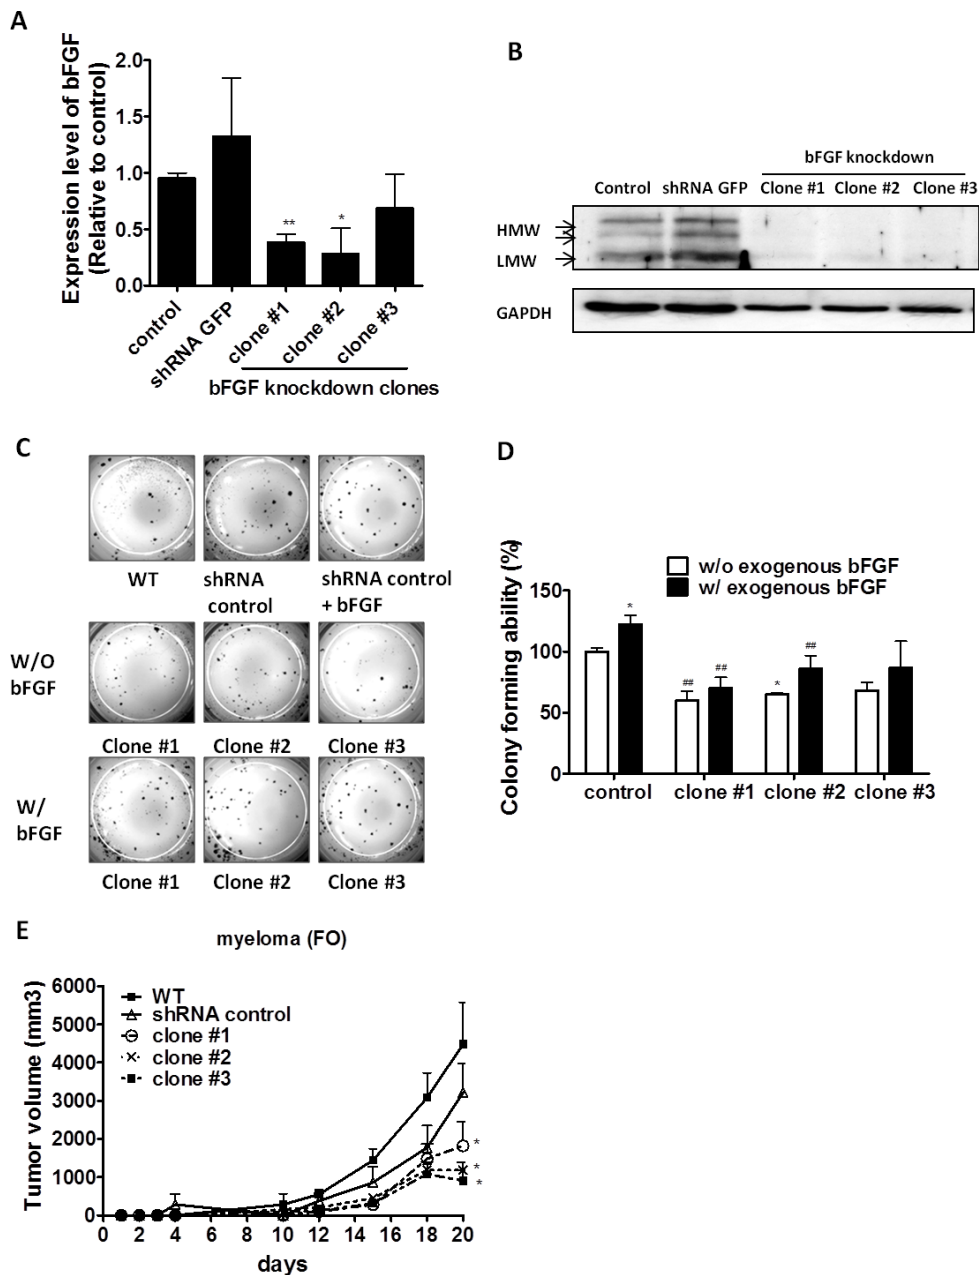 A
Expression level of bFGF
(Relative to control)
2.0
1.5
1.0
0.5
0.0
**
*
control
shRNA GFP
clone #1
clone #2
clone #3
bFGF knockdown clones
B
bFGF knockdown
Control shRNA GFP Clone #1 Clone #2 Clone #3
HMW
LMW
GAPDH
C
WT
shRNA
control
shRNA control
+ bFGF
W/O
bFGF
Clone #1 Clone #2 Clone #3
W/
bFGF
Clone #1 Clone #2 Clone #3
D
w/o exogenous bFGF
w/ exogenous bFGF
Colony forming ability (%)
150
100
50
0
*
##
##
*
##
control clone #1 clone #2 clone #3
E
myeloma (FO)
Tumor volume (mm3)
6000
5000
4000
3000
2000
1000
0
WT
shRNA control
clone #1
clone #2
clone #3
*
*
*
2 4 6 8 10 12 14 16 18 20
days